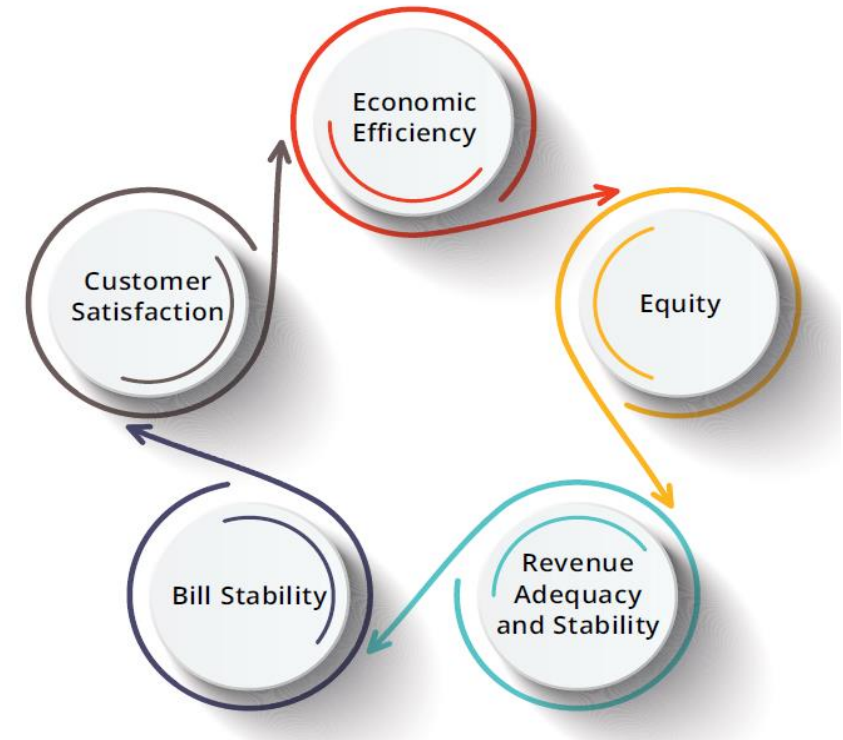 Economic
Efficiency
Equity
Revenue
Adequacy
and Stability
Bill Stability
Customer
Satisfaction